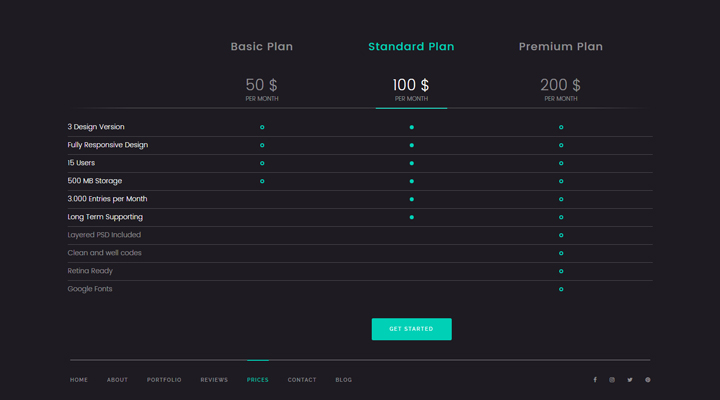 Basic Plan Standard Plan Premium Plan
50 $ 100 $ 200 $
PER MONTH PER MONTH PER MONTH
3 Design Version
Fully Responsive Design
15 Users
500 MB Storage
3.000 Entries per Month
Long Term Supporting
Layered PSD Included
Clean and well codes
Retina Ready
Google Fonts
GET STARTED
HOME ABOUT PORTFOLIO REVIEWS PRICES CONTACT BLOG